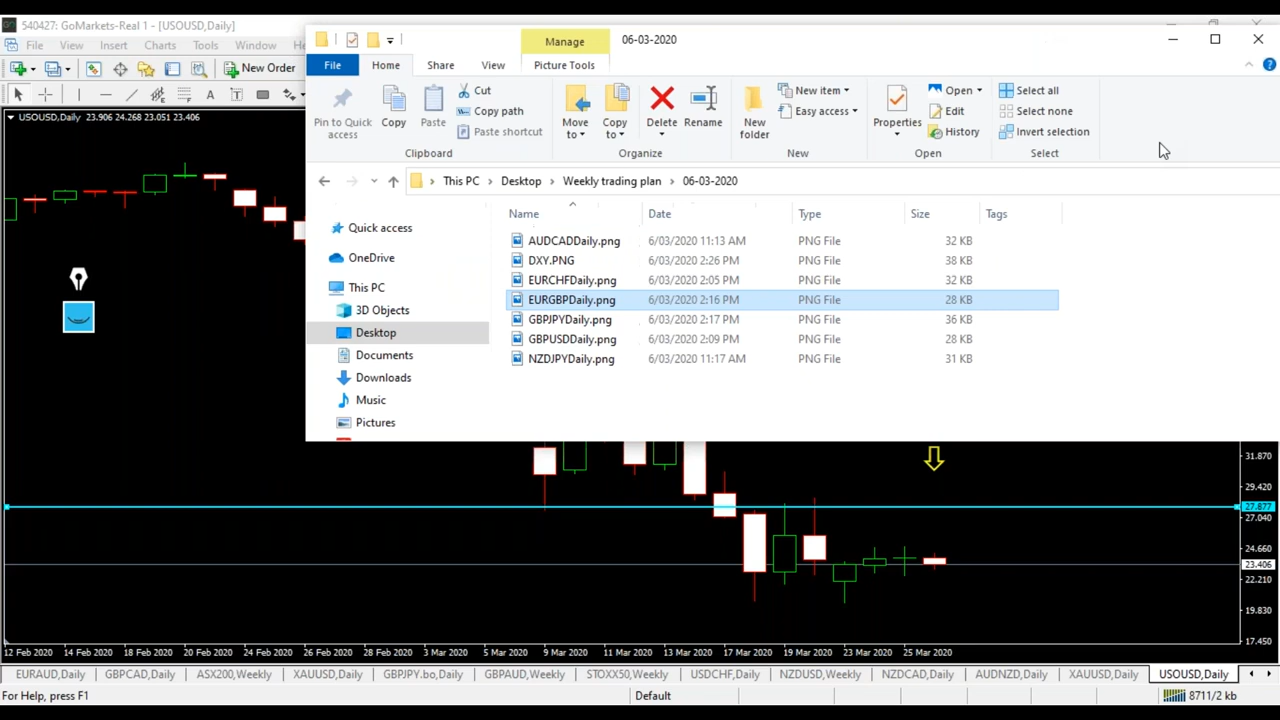 540427: GoMarkets-Real 1 - [USOUSD,Daily]
File View Insert Charts Tools Window
New Order
A T
USOUSD,Daily 23.906 24.268 23.051 23.406
Manage
06-03-2020
File Home Share View Picture Tools
Pin to Quick access
Copy
Paste
Cut
Copy path
Paste shortcut
Clipboard
Move to
Copy to
Delete
Rename
Organize
New folder
New item
Easy access
New
Properties
Open
Edit
History
Open
Select all
Select none
Invert selection
Select
This PC > Desktop > Weekly trading plan > 06-03-2020
Name Date Type Size Tags
AUDCADDaily.png 6/03/2020 11:13 AM PNG File 32 KB
DXY.PNG 6/03/2020 2:26 PM PNG File 38 KB
EURCHFDaily.png 6/03/2020 2:05 PM PNG File 32 KB
EURGBPDaily.png 6/03/2020 2:16 PM PNG File 28 KB
GBPJPYDaily.png 6/03/2020 2:17 PM PNG File 36 KB
GBPUSDDaily.png 6/03/2020 2:09 PM PNG File 28 KB
NZDJPYDaily.png 6/03/2020 11:17 AM PNG File 31 KB
Quick access
OneDrive
This PC
3D Objects
Desktop
Documents
Downloads
Music
Pictures
31.870
29.420
27.877
27.040
24.660
23.406
22.210
19.830
17.450
12 Feb 2020 14 Feb 2020 18 Feb 2020 20 Feb 2020 24 Feb 2020 26 Feb 2020 28 Feb 2020 3 Mar 2020 5 Mar 2020 9 Mar 2020 11 Mar 2020 13 Mar 2020 17 Mar 2020 19 Mar 2020 23 Mar 2020 25 Mar 2020
EURAUD,Daily GBPCAD,Daily ASX200,Weekly XAUUSD,Daily GBPJPY.bo,Daily GBPAUD,Weekly STOXX50,Weekly USDCHF,Daily NZDUSD,Weekly NZDCAD,Daily AUDNZD,Daily XAUUSD,Daily USOUSD,Daily
For Help, press F1 Default 8711/2 kb